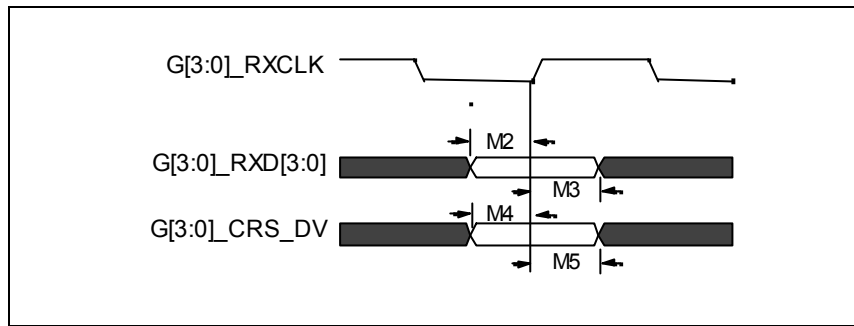 G[3:0]_RXCLK
M2
G[3:0]_RXD[3:0]
M3
M4
G[3:0]_CRS_DV
M5